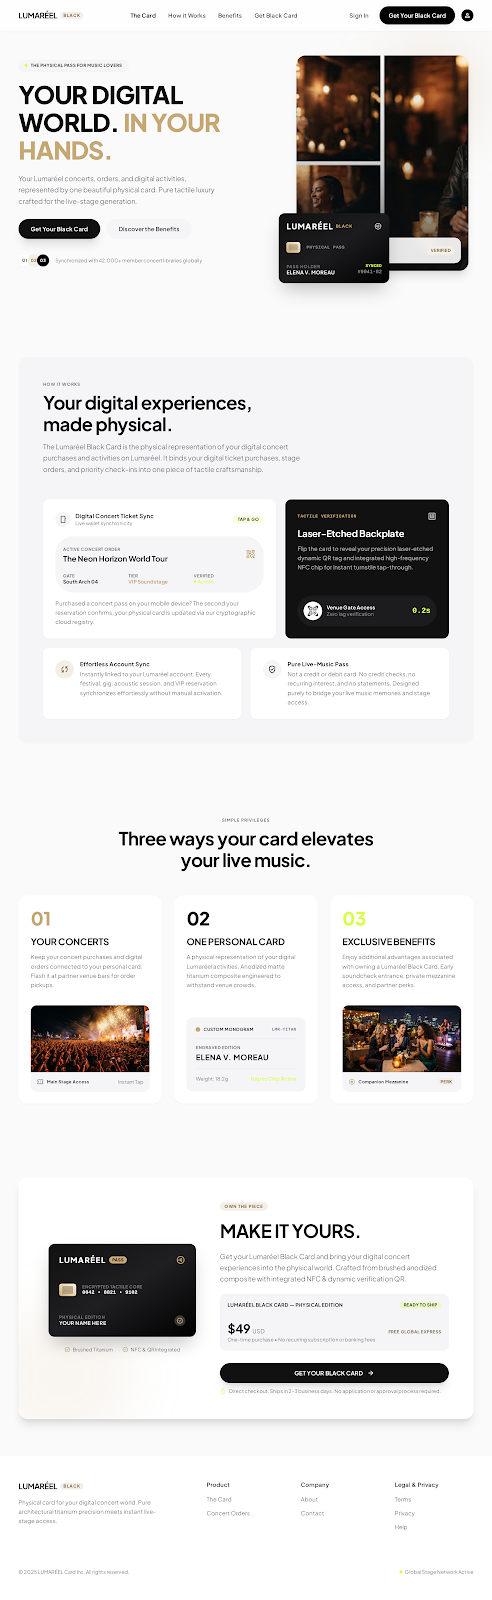 LUMARÉEL BLACK
The Card How it Works Benefits Get Black Card
Sign In Get Your Black Card
THE PHYSICAL PASS FOR MUSIC LOVERS
YOUR DIGITAL
WORLD. IN YOUR
HANDS.
Your Lumaréel concerts, orders, and digital activities,
represented by one beautiful physical card. Pure tactile luxury
crafted for the live-stage generation.
Get Your Black Card Discover the Benefits
01 02 03 Synchronized with 42,000+ member concert libraries globally
LUMARÉEL BLACK
PHYSICAL PASS
PASS HOLDER
ELENA V. MOREAU
SYNCED
#9941-82
VERIFIED
HOW IT WORKS
Your digital experiences,
made physical.
The Lumaréel Black Card is the physical representation of your digital concert
purchases and activities on Lumaréel. It binds your digital ticket purchases, stage
orders, and priority check-ins into one piece of tactile craftsmanship.
Digital Concert Ticket Sync
Live wallet synchronicity
TAP & GO
ACTIVE CONCERT ORDER
The Neon Horizon World Tour
GATE TIER VERIFIED
South Arch 04 VIP Soundstage Active
Purchased a concert pass on your mobile device? The second your
reservation confirms, your physical card is updated via our cryptographic
cloud registry.
TACTILE VERIFICATION
Laser-Etched Backplate
Flip the card to reveal your precision laser-etched
dynamic QR tag and integrated high-frequency
NFC chip for instant turnstile tap-through.
Venue Gate Access
Zero lag verification
0.2s
Effortless Account Sync
Instantly linked to your Lumaréel account. Every
festival, gig, acoustic session, and VIP reservation
synchronizes effortlessly without manual activation.
Pure Live-Music Pass
Not a credit or debit card. No credit checks, no
recurring interest, and no statements. Designed
purely to bridge your live music memories and stage
access.
SIMPLE PRIVILEGES
Three ways your card elevates
your live music.
01
YOUR CONCERTS
Keep your concert purchases and digital
orders connected to your personal card.
Flash it at partner venue bars for order
pickups.
Main Stage Access Instant Tap
02
ONE PERSONAL CARD
A physical representation of your digital
Lumaréel activities. Anodized matte
titanium composite engineered to
withstand venue crowds.
CUSTOM MONOGRAM LMR-TITAN
ENGRAVED EDITION
ELENA V. MOREAU
Weight: 18.2g
03
EXCLUSIVE BENEFITS
Enjoy additional advantages associated
with owning a Lumaréel Black Card. Early
soundcheck entrance, private mezzanine
access, and partner perks.
Companion Mezzanine PERK
LUMARÉEL PASS
ENCRYPTED TACTILE CORE
0042 • 8821 • 9102
PHYSICAL EDITION
YOUR NAME HERE
Brushed Titanium NFC & QR Integrated
OWN THE PIECE
MAKE IT YOURS.
Get your Lumaréel Black Card and bring your digital concert
experiences into the physical world. Crafted from brushed anodized
composite with integrated NFC & dynamic verification QR.
LUMARÉEL BLACK CARD — PHYSICAL EDITION READY TO SHIP
$49 USD
One-time purchase • No recurring subscription or banking fees
FREE GLOBAL EXPRESS
GET YOUR BLACK CARD →
Direct checkout. Ships in 2-3 business days. No application or approval process required.
LUMARÉEL BLACK
Physical card for your digital concert world. Pure
architectural titanium precision meets instant live-
stage access.
Product
The Card
Concert Orders
Company
About
Contact
Legal & Privacy
Terms
Privacy
Help
© 2025 LUMARÉEL Card Inc. All rights reserved.
Global Stage Network Active